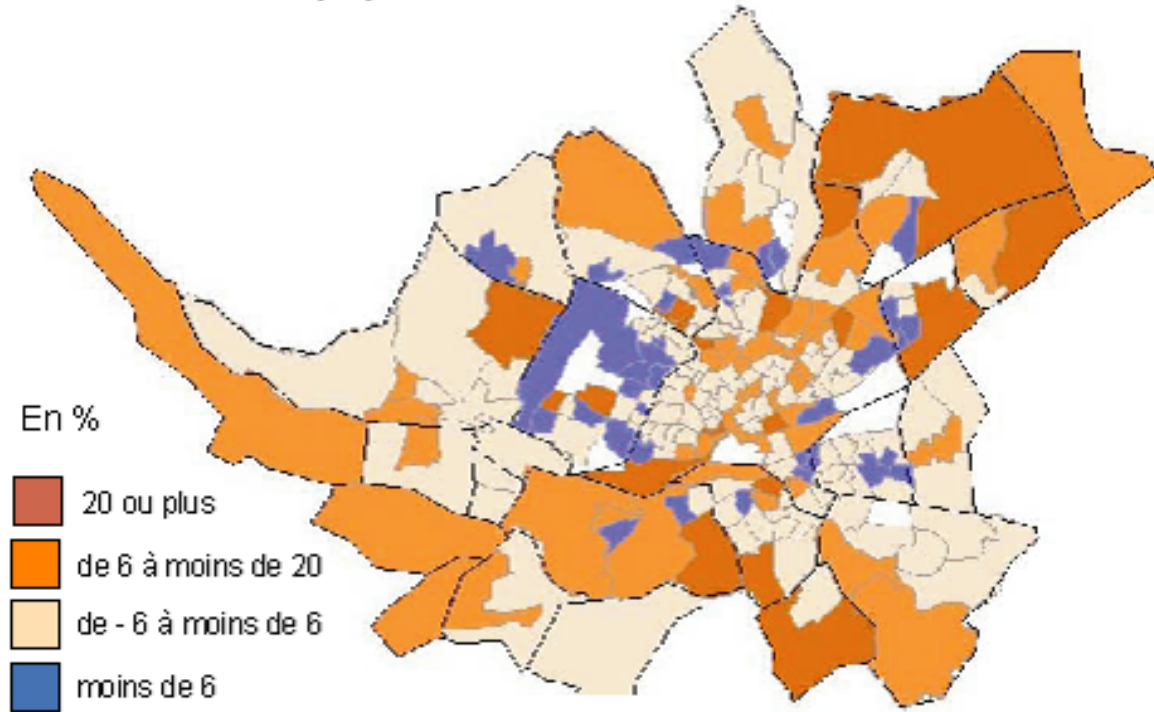 En %
20 ou plus
de 6 à moins de 20
de - 6 à moins de 6
moins de 6